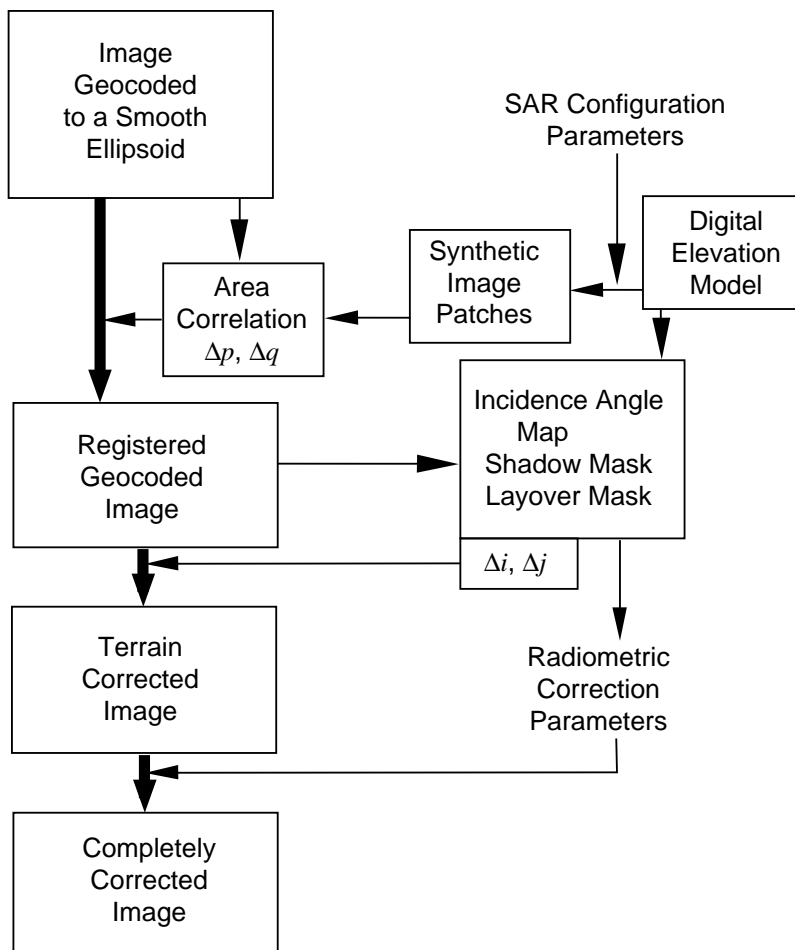 Image
Geocoded
to a Smooth
Ellipsoid
SAR Configuration
Parameters
Digital
Elevation
Model
Synthetic
Image
Patches
Area
Correlation
Δp, Δq
Incidence Angle
Map
Shadow Mask
Layover Mask
Registered
Geocoded
Image
Δi, Δj
Terrain
Corrected
Image
Radiometric
Correction
Parameters
Completely
Corrected
Image